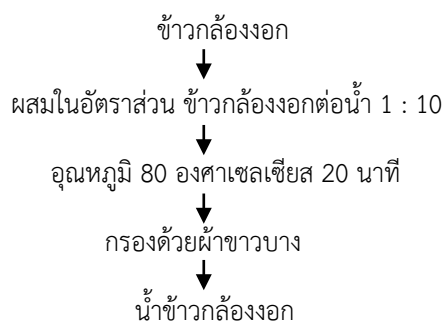 ข้าวกล้องงอก
ผสมในอัตราส่วน ข้าวกล้องงอกต่อน้ำ 1 : 10
อุณหภูมิ 80 องศาเซลเซียส 20 นาที
กรองด้วยผ้าขาวบาง
น้ำข้าวกล้องงอก